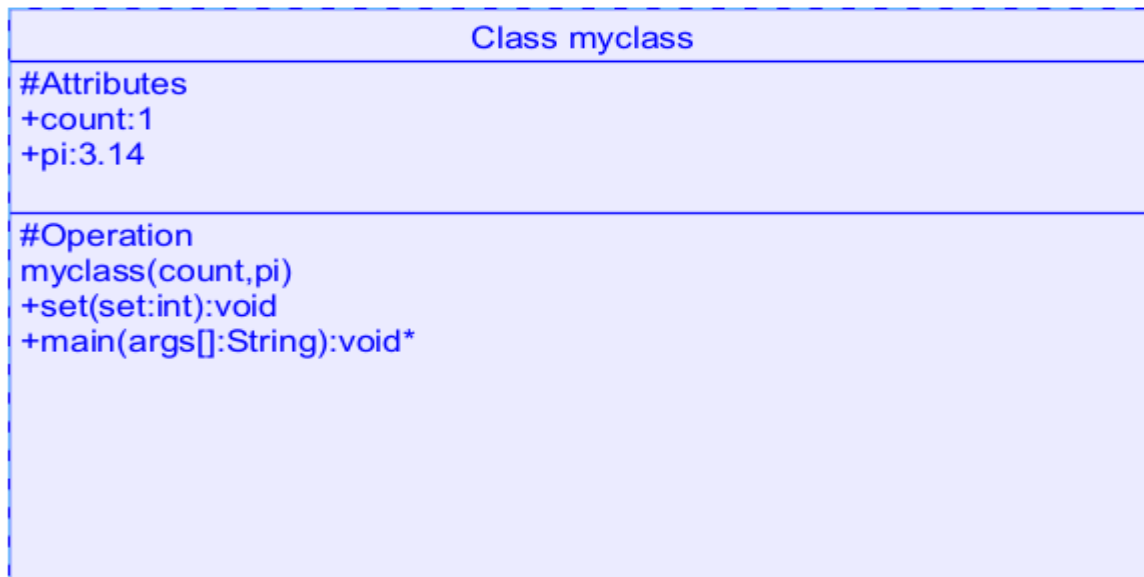 Class myclass
#Attributes
+count:1
+pi:3.14
#Operation
myclass(count,pi)
+set(set:int):void
+main(args[]:String):void*